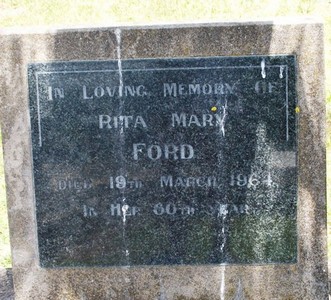 In Loving Memory Of
Rita Mary
Ford
Died 19th March 1964
In Her 60th Year